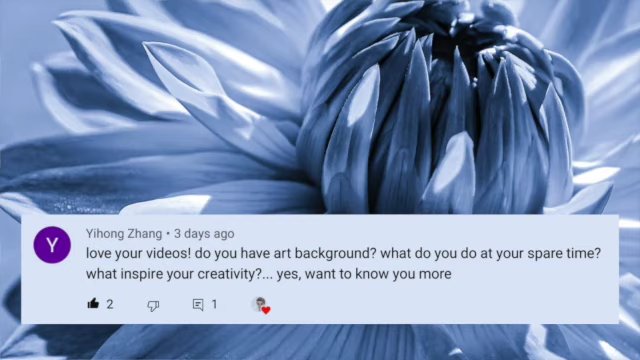 Y
Yihong Zhang • 3 days ago
love your videos! do you have art background? what do you do at your spare time?
what inspire your creativity?... yes, want to know you more
2
1